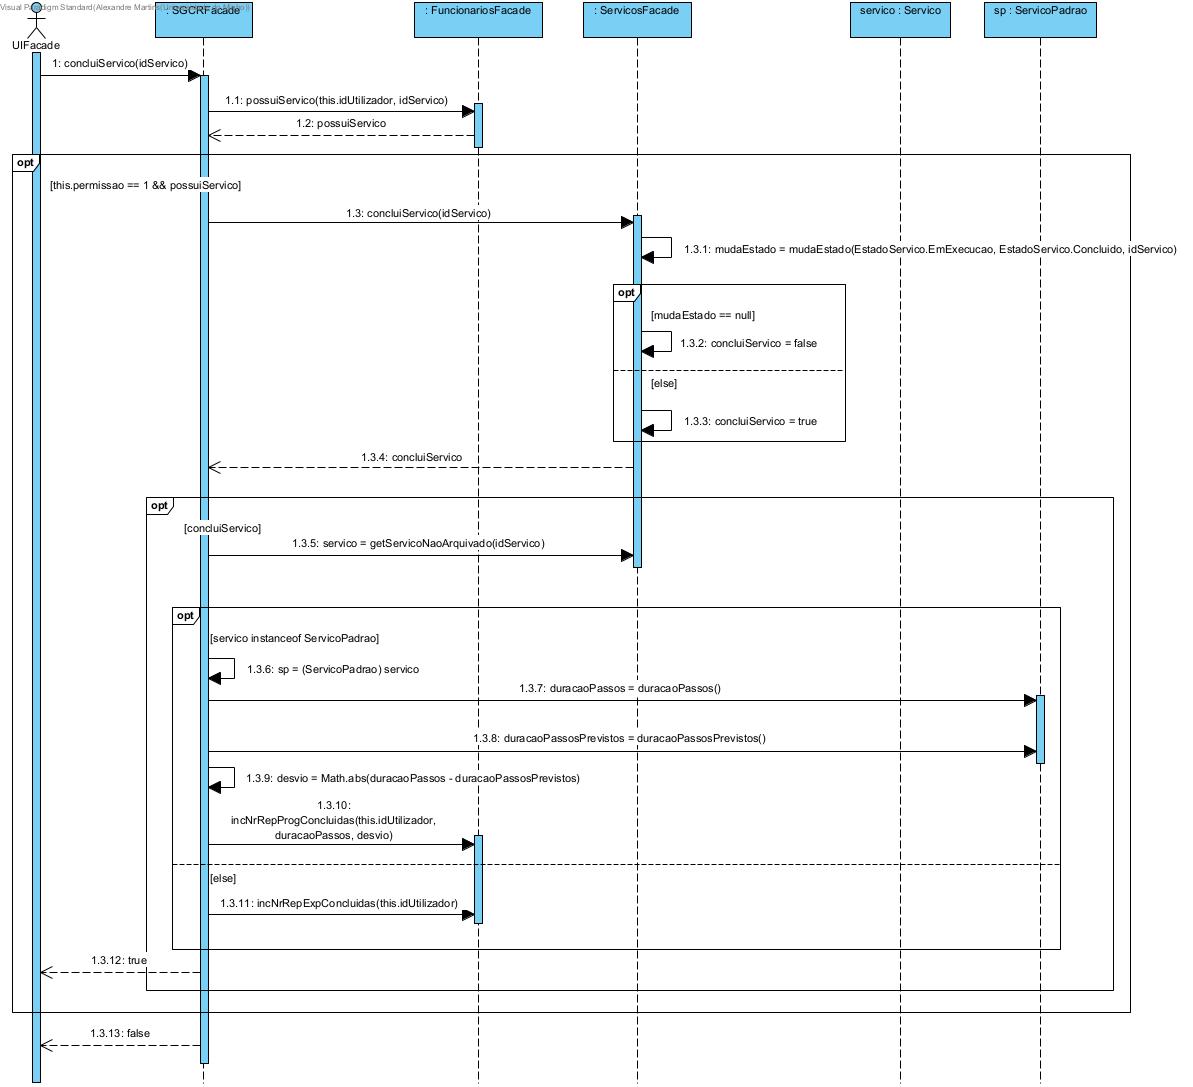 Visual Paradigm Standard(Alexandre Martins(
: SGCRFacade
: FuncionariosFacade
: ServicosFacade
servico : Servico
sp : ServicoPadrao
UIFacade
1: concluiServico(idServico)
1.1: possuiServico(this.idUtilizador, idServico)
1.2: possuiServico
opt
[this.permissao == 1 && possuiServico]
1.3: concluiServico(idServico)
1.3.1: mudaEstado = mudaEstado(EstadoServico.EmExecucao, EstadoServico.Concluido, idServico)
opt
[mudaEstado == null]
1.3.2: concluiServico = false
[else]
1.3.3: concluiServico = true
1.3.4: concluiServico
opt
[concluiServico]
1.3.5: servico = getServicoNaoArquivado(idServico)
opt
[servico instanceof ServicoPadrao]
1.3.6: sp = (ServicoPadrao) servico
1.3.7: duracaoPassos = duracaoPassos()
1.3.8: duracaoPassosPrevistos = duracaoPassosPrevistos()
1.3.9: desvio = Math.abs(duracaoPassos - duracaoPassosPrevistos)
1.3.10:
incNrRepProgConcluidas(this.idUtilizador,
duracaoPassos, desvio)
[else]
1.3.11: incNrRepExpConcluidas(this.idUtilizador)
1.3.12: true
1.3.13: false